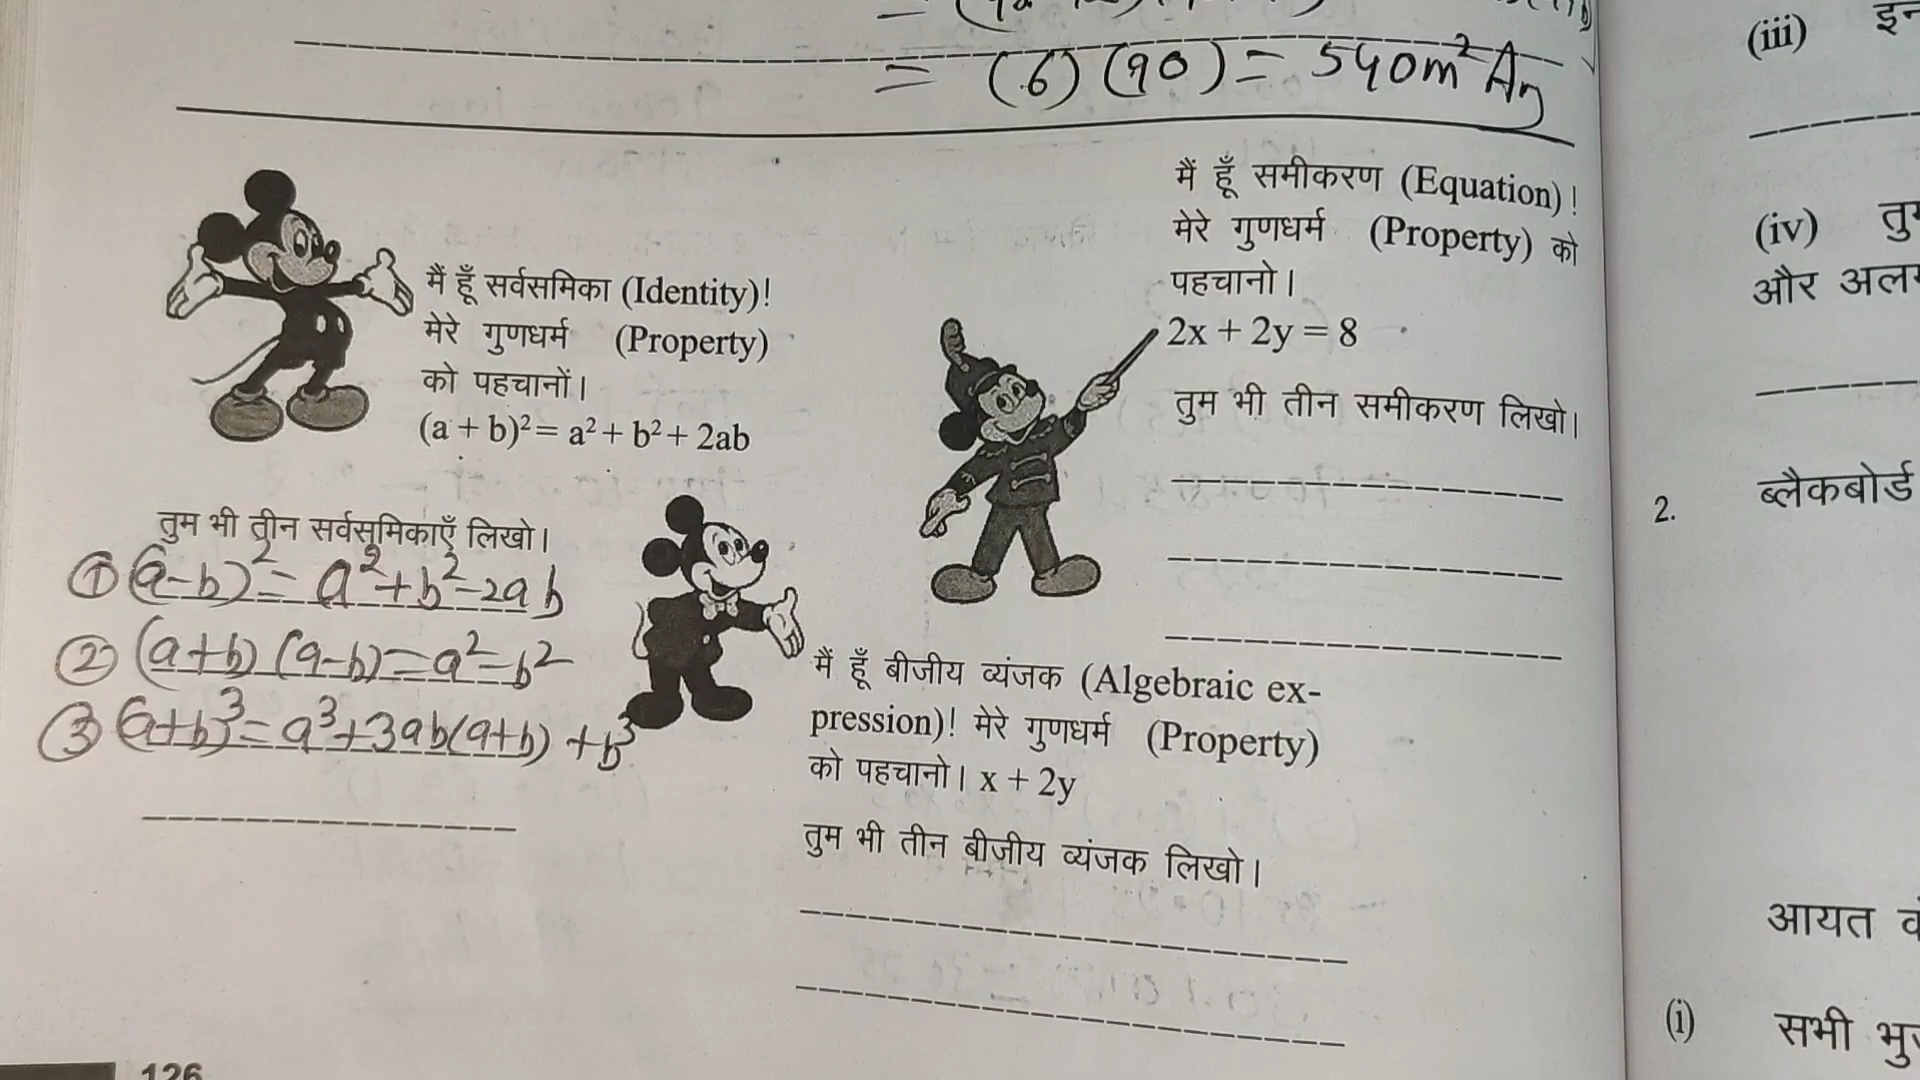 = (6) (90) = 540m² An
मैं हूँ सर्वसमिका (Identity)!
मेरे गुणधर्म (Property)
को पहचानों।
(a + b)² = a² + b² + 2ab
तुम भी तीन सर्वसमिकाएँ लिखो।
① (a-b)² = a² + b² - 2ab
② (a+b) (a-b) = a² - b²
③ (a+b)³ = a³ + 3ab(a+b) + b³
मैं हूँ समीकरण (Equation) !
मेरे गुणधर्म (Property) को
पहचानो।
2x + 2y = 8
तुम भी तीन समीकरण लिखो।
मैं हूँ बीजीय व्यंजक (Algebraic ex-
pression)! मेरे गुणधर्म (Property)
को पहचानो। x + 2y
तुम भी तीन बीजीय व्यंजक लिखो।
126
(iii)
(iv)
और
2. ब्लैकबोर्ड
आयत
(i) सभी